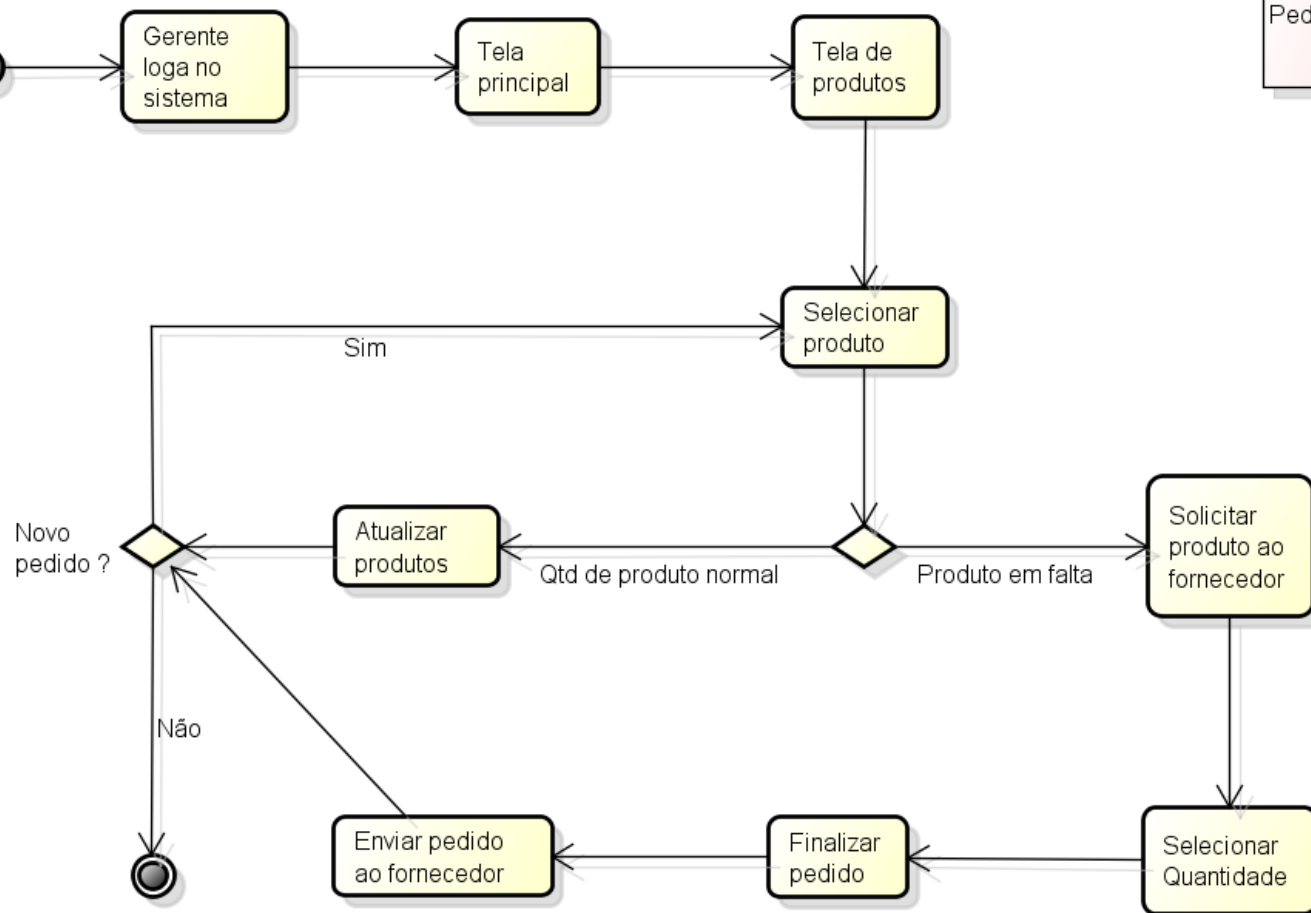 Gerente
loga no
sistema
Tela
principal
Tela de
produtos
Selecionar
produto
Sim
Novo
pedido ?
Atualizar
produtos
Qtd de produto normal
Produto em falta
Solicitar
produto ao
fornecedor
Não
Enviar pedido
ao fornecedor
Finalizar
pedido
Selecionar
Quantidade